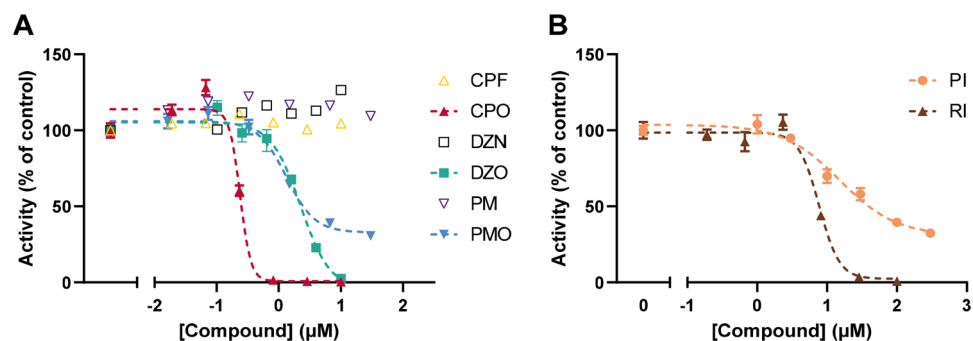 A
Activity (% of control)
150
100
50
0
-2
-1
0
1
2
[Compound] (µM)
CPF
CPO
DZN
DZO
PM
PMO
B
Activity (% of control)
150
100
50
0
0
-1
0
1
2
3
[Compound] (µM)
PI
RI